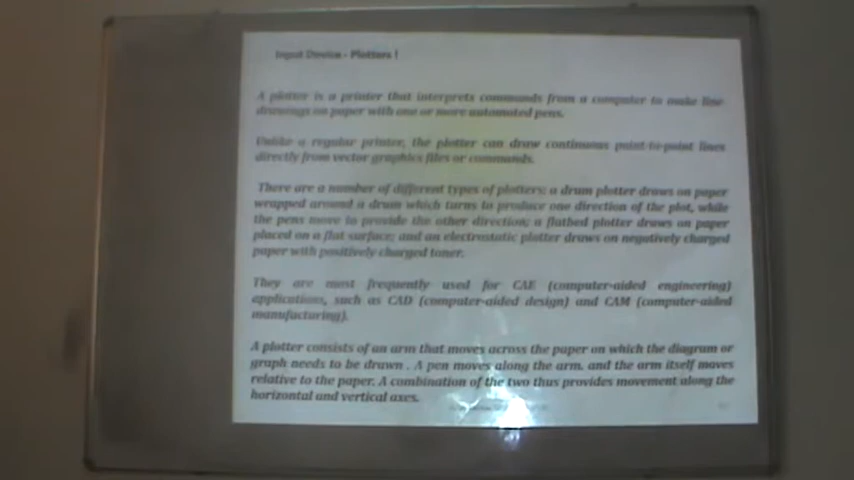 Input Device - Plotters !
A plotter is a printer that interprets commands from a computer to make line
drawings on paper with one or more automated pens.
Unlike a regular printer, the plotter can draw continuous point-to-point lines
directly from vector graphics files or commands.
There are a number of different types of plotters: a drum plotter draws on paper
wrapped around a drum which turns to produce one direction of the plot, while
the pens move to provide the other direction; a flatbed plotter draws on paper
placed on a flat surface; and an electrostatic plotter draws on negatively charged
paper with positively charged toner.
They are most frequently used for CAE (computer-aided engineering)
applications, such as CAD (computer-aided design) and CAM (computer-aided
manufacturing).
A plotter consists of an arm that moves across the paper on which the diagram or
graph needs to be drawn . A pen moves along the arm, and the arm itself moves
relative to the paper. A combination of the two thus provides movement along the
horizontal and vertical axes.